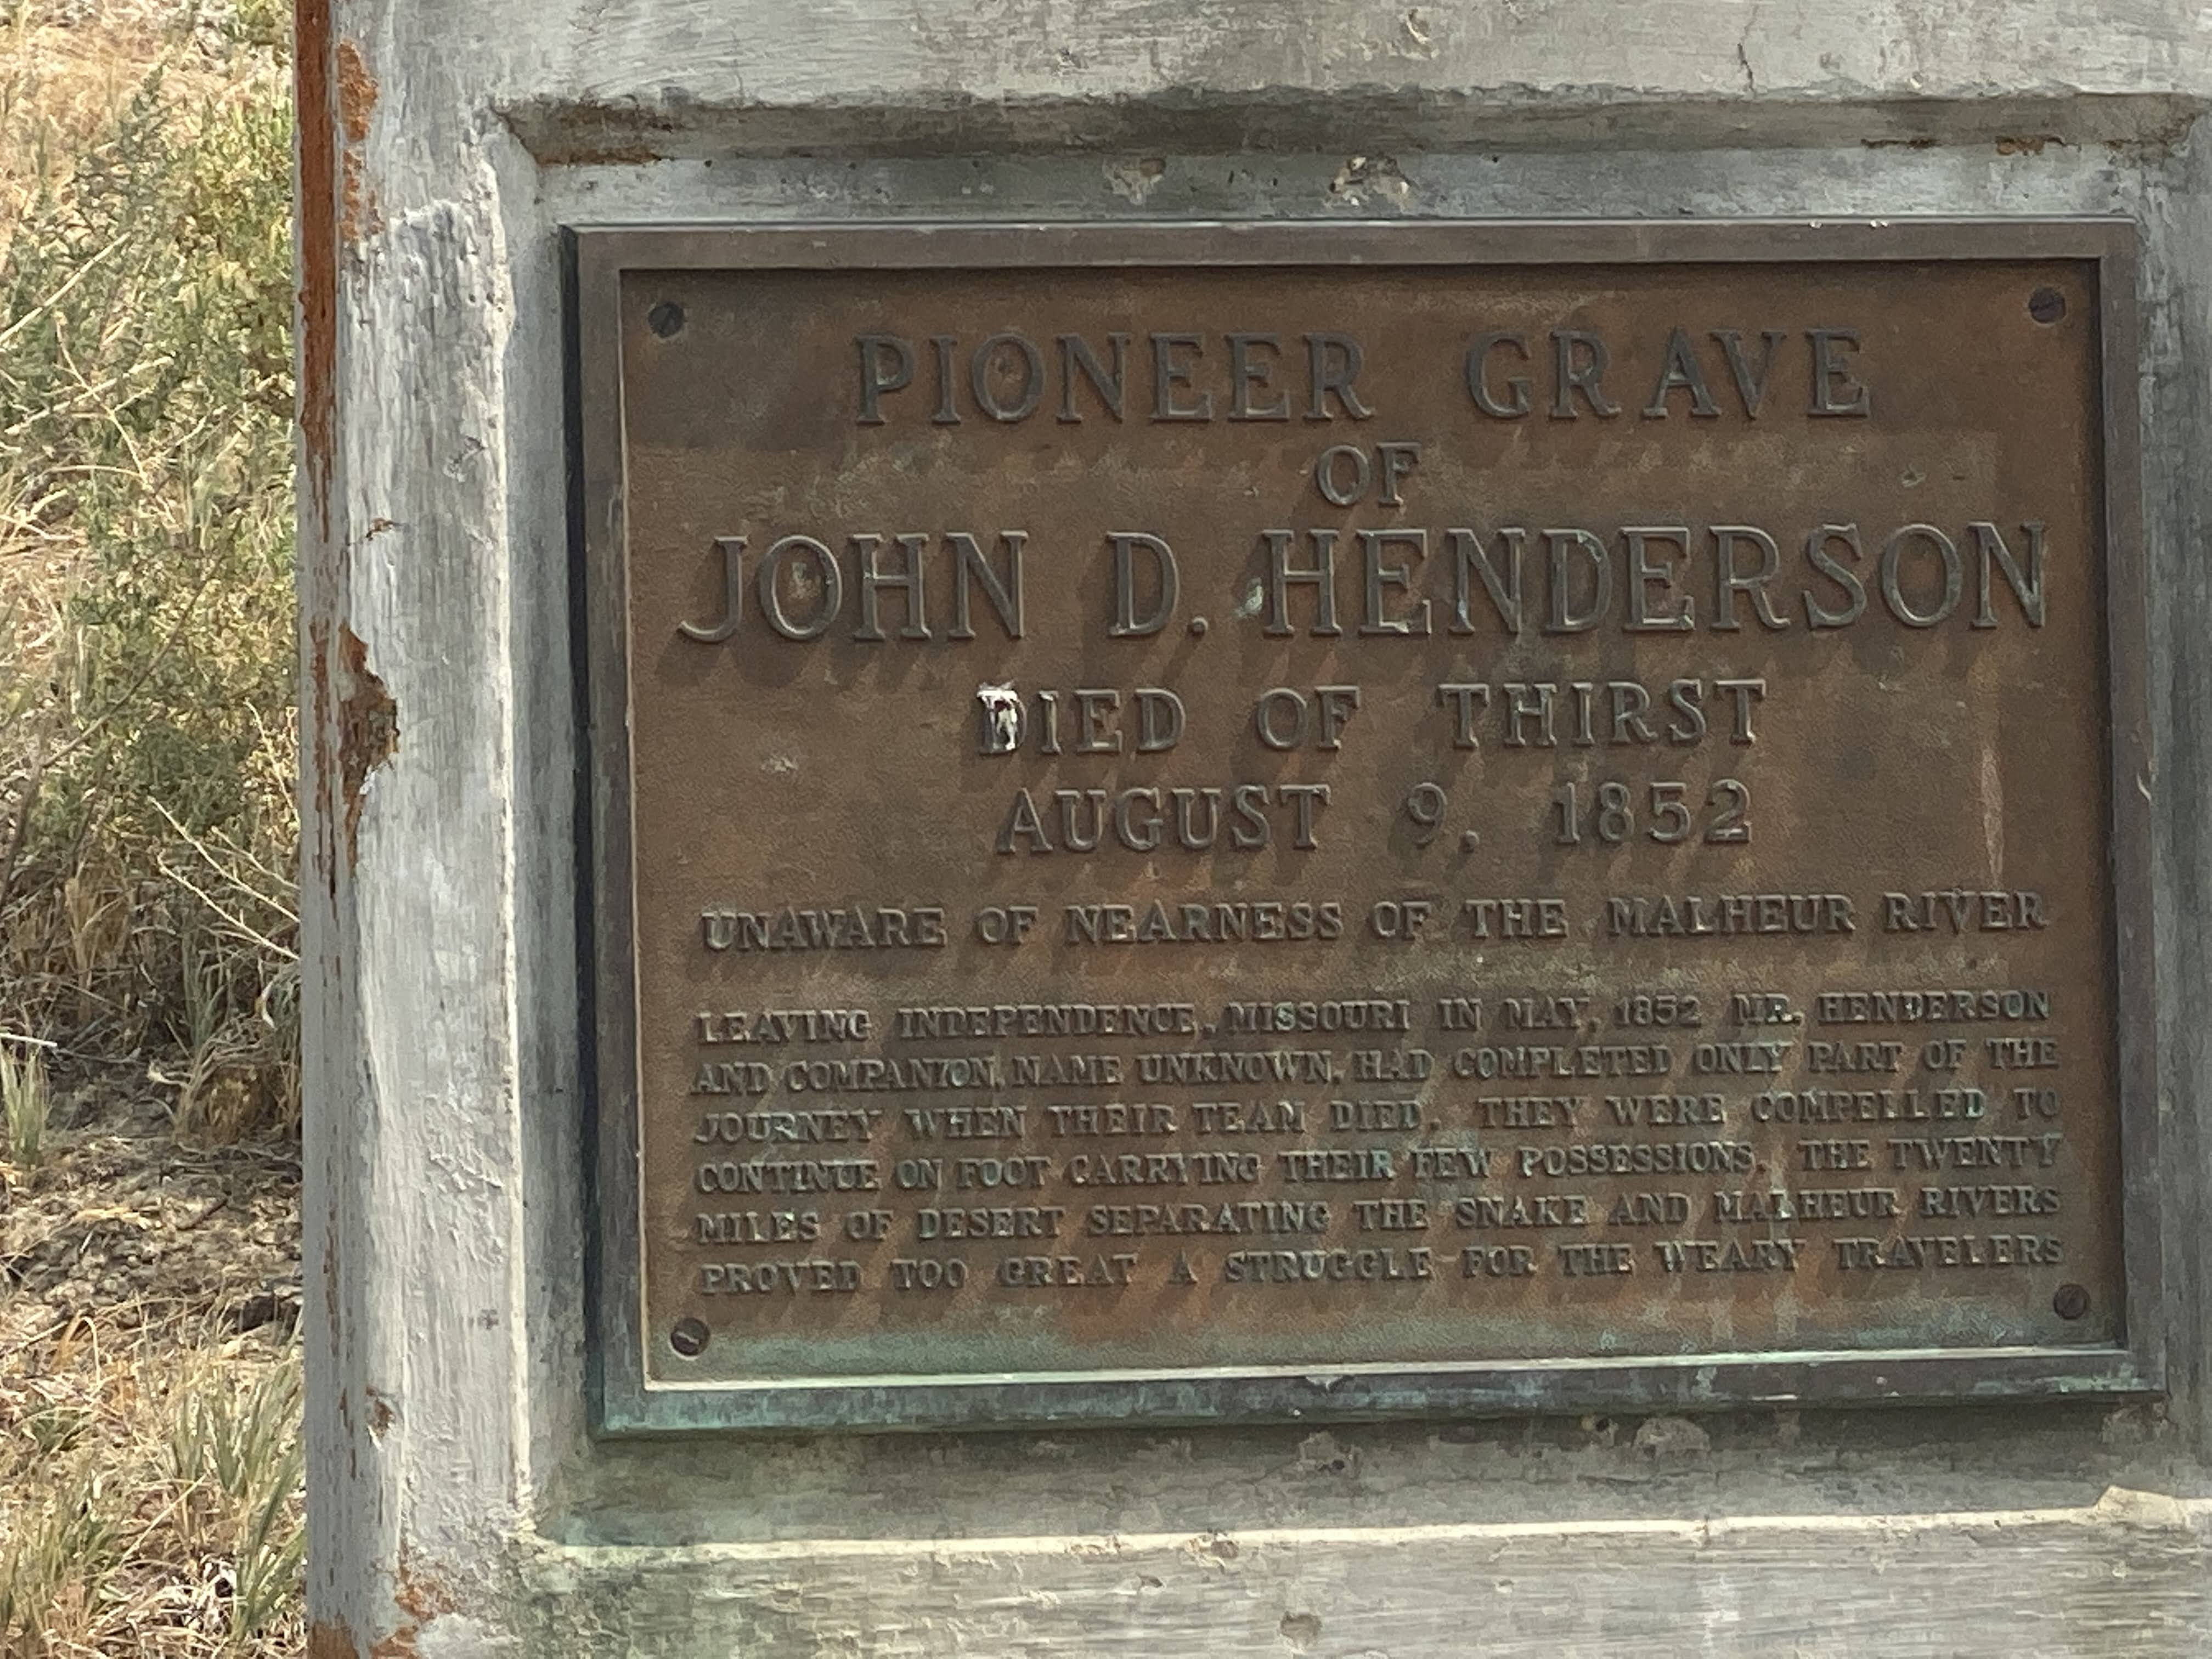 PIONEER GRAVE
OF
JOHN D. HENDERSON
DIED OF THIRST
AUGUST 9, 1852
UNAWARE OF NEARNESS OF THE MALHEUR RIVER
LEAVING INDEPENDENCE, MISSOURI IN MAY, 1852 MR. HENDERSON
AND COMPANION, NAME UNKNOWN, HAD COMPLETED ONLY PART OF THE
JOURNEY WHEN THEIR TEAM DIED. THEY WERE COMPELLED TO
CONTINUE ON FOOT CARRYING THEIR FEW POSSESSIONS. THE TWENTY
MILES OF DESERT SEPARATING THE SNAKE AND MALHEUR RIVERS
PROVED TOO GREAT A STRUGGLE FOR THE WEARY TRAVELERS